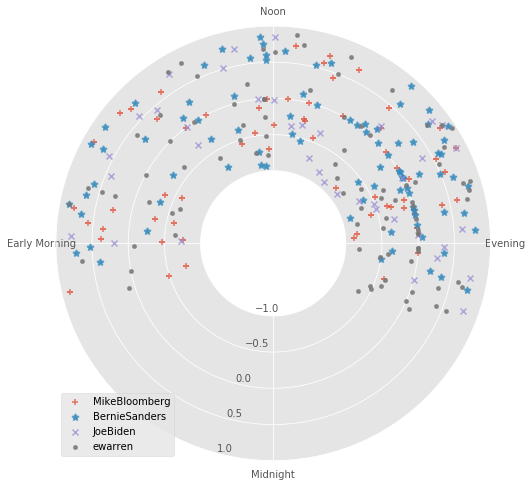 Noon
Early Morning
Evening
−1.0
−0.5
0.0
0.5
1.0
MikeBloomberg
BernieSanders
JoeBiden
ewarren
Midnight